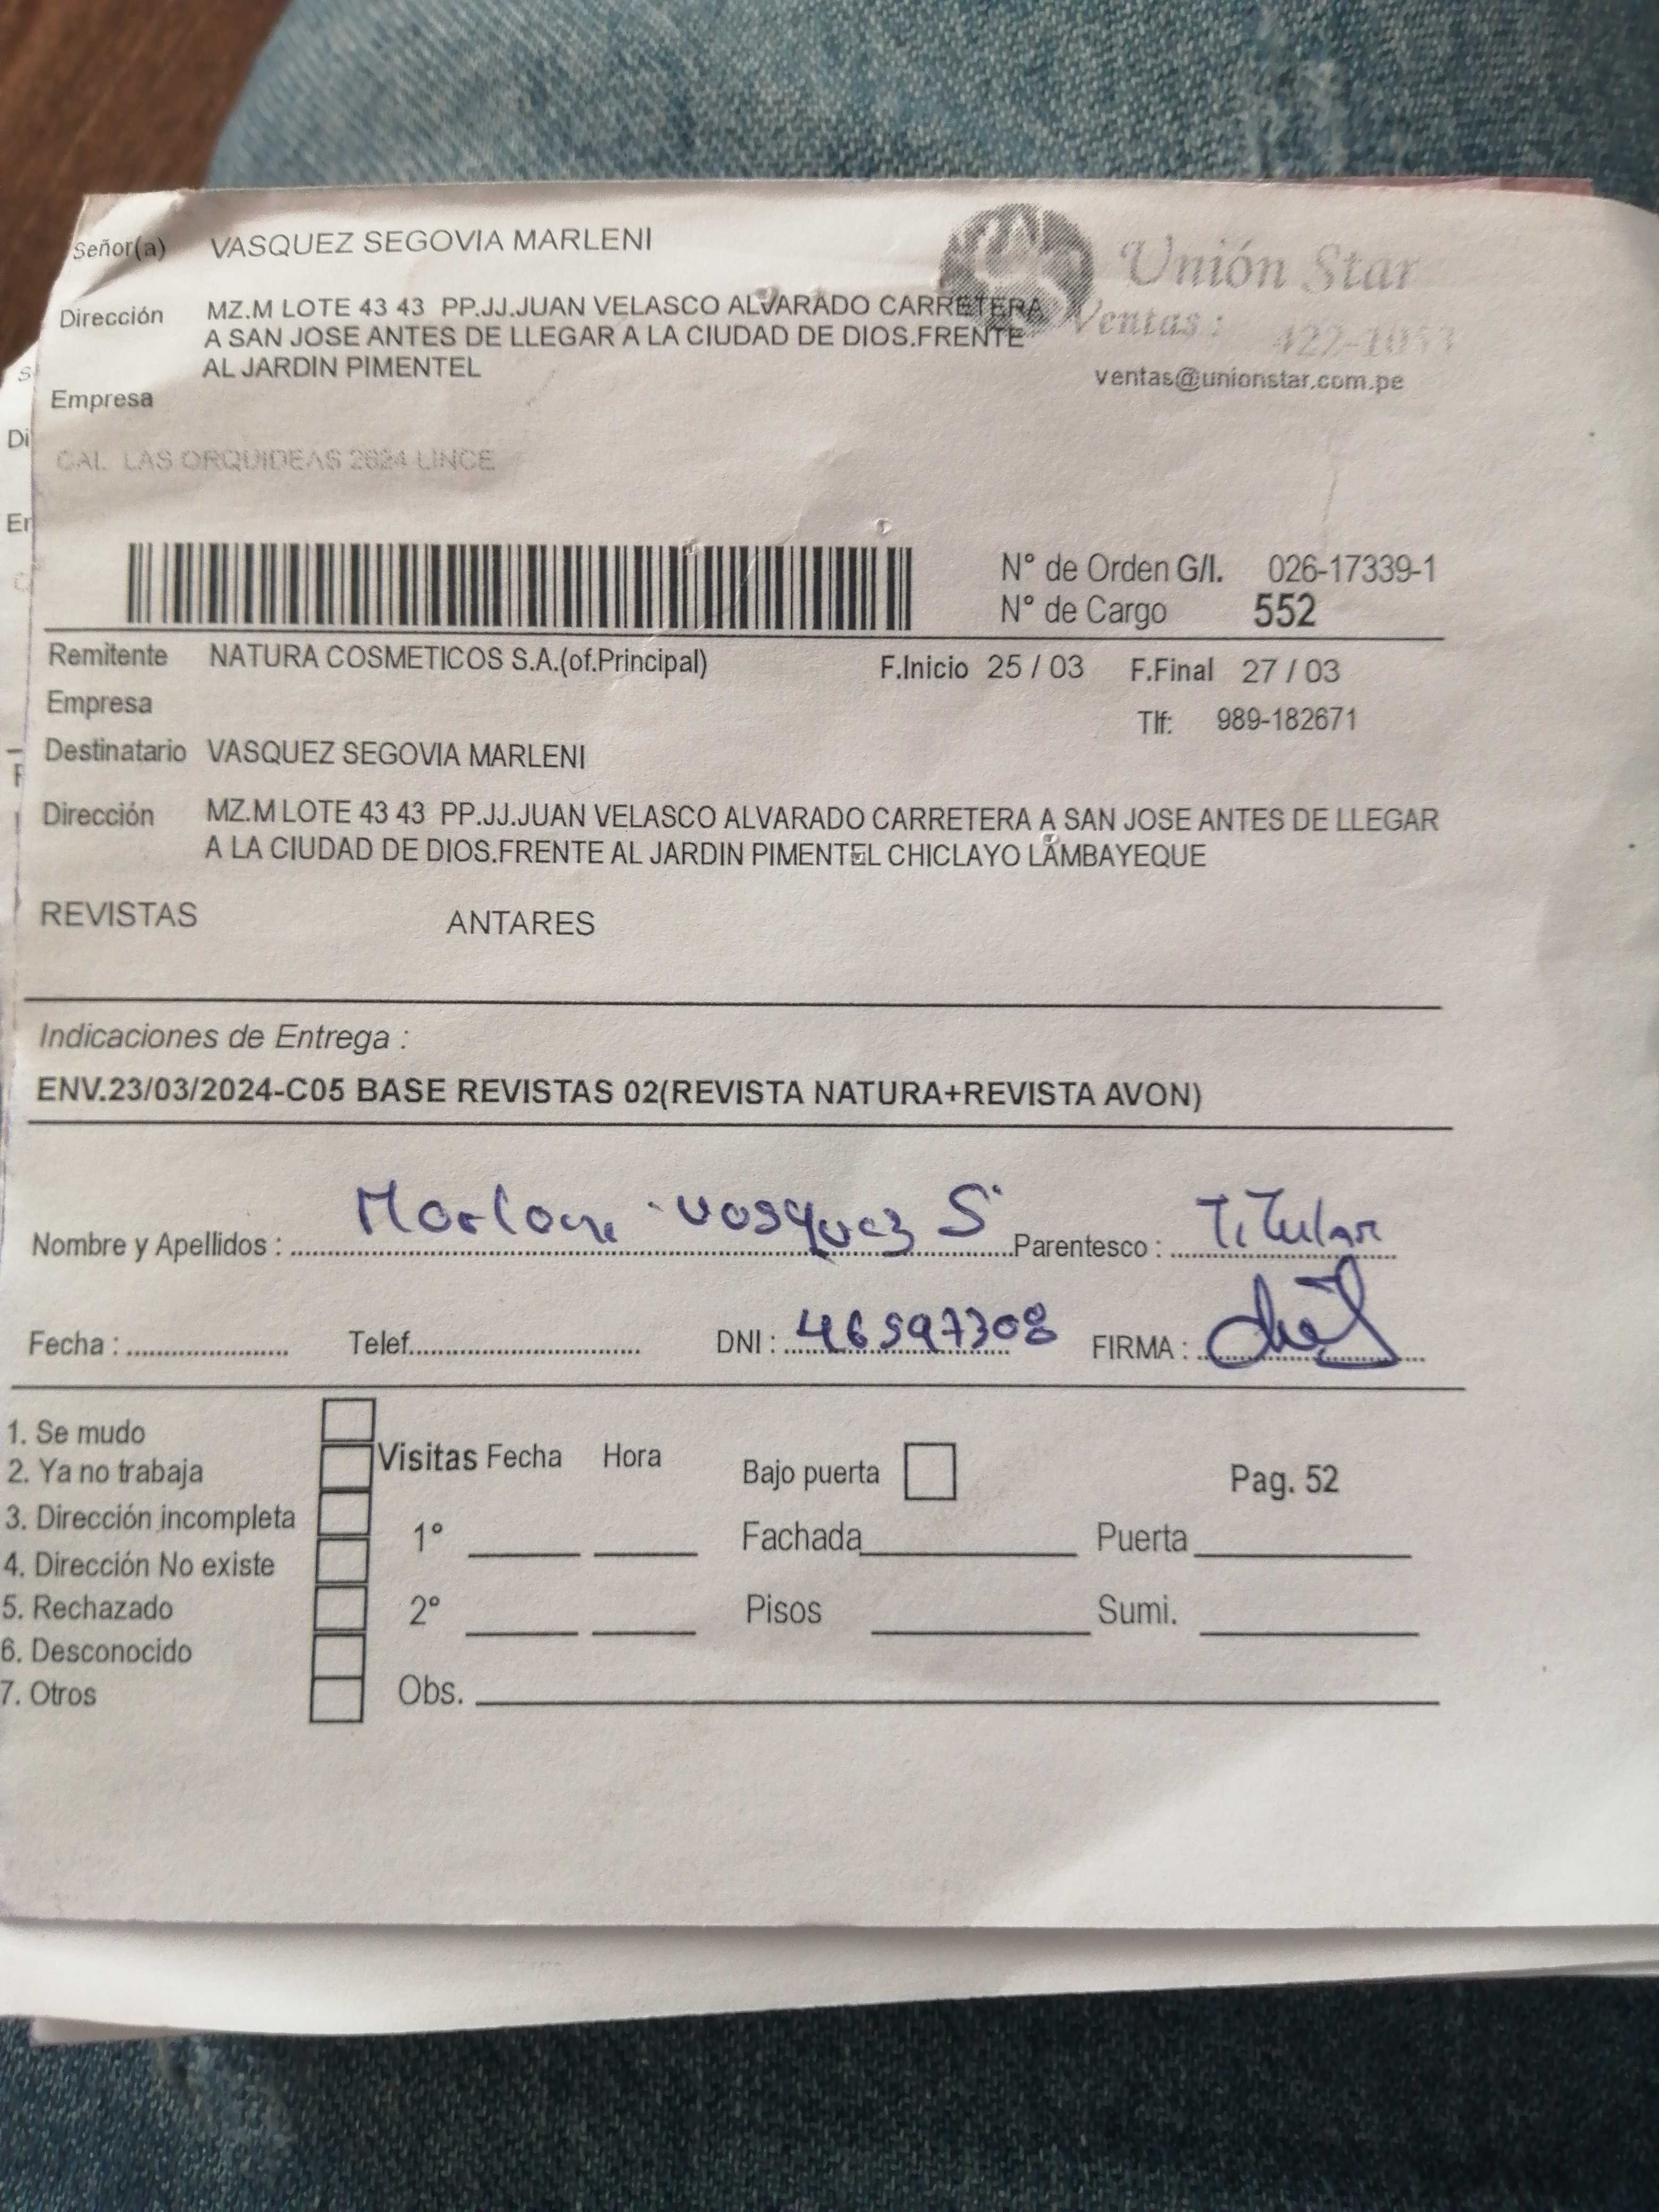 Señor(a) VASQUEZ SEGOVIA MARLENI
Unión Star
Ventas : 422-1053
ventas@unionstar.com.pe
Dirección MZ.M LOTE 43 43 PP.JJ.JUAN VELASCO ALVARADO CARRETERA
A SAN JOSE ANTES DE LLEGAR A LA CIUDAD DE DIOS.FRENTE
AL JARDIN PIMENTEL
Empresa
CAL LAS ORQUIDEAS 2624 LINCE
Di
Er
N° de Orden G/I. 026-17339-1
N° de Cargo 552
Remitente NATURA COSMETICOS S.A.(of.Principal) F.Inicio 25 / 03 F.Final 27 / 03
Empresa
Tlf: 989-182671
Destinatario VASQUEZ SEGOVIA MARLENI
Dirección MZ.M LOTE 43 43 PP.JJ.JUAN VELASCO ALVARADO CARRETERA A SAN JOSE ANTES DE LLEGAR
A LA CIUDAD DE DIOS.FRENTE AL JARDIN PIMENTEL CHICLAYO LAMBAYEQUE
REVISTAS ANTARES
Indicaciones de Entrega :
ENV.23/03/2024-C05 BASE REVISTAS 02(REVISTA NATURA+REVISTA AVON)
Nombre y Apellidos : Vasquez S Parentesco : Titular
Fecha : Telef. DNI : 46597308 FIRMA :
1. Se mudo
2. Ya no trabaja
3. Dirección incompleta
4. Dirección No existe
5. Rechazado
6. Desconocido
7. Otros
Visitas Fecha Hora
1°
2°
Obs.
Bajo puerta
Pag. 52
Fachada Puerta
Pisos Sumi.